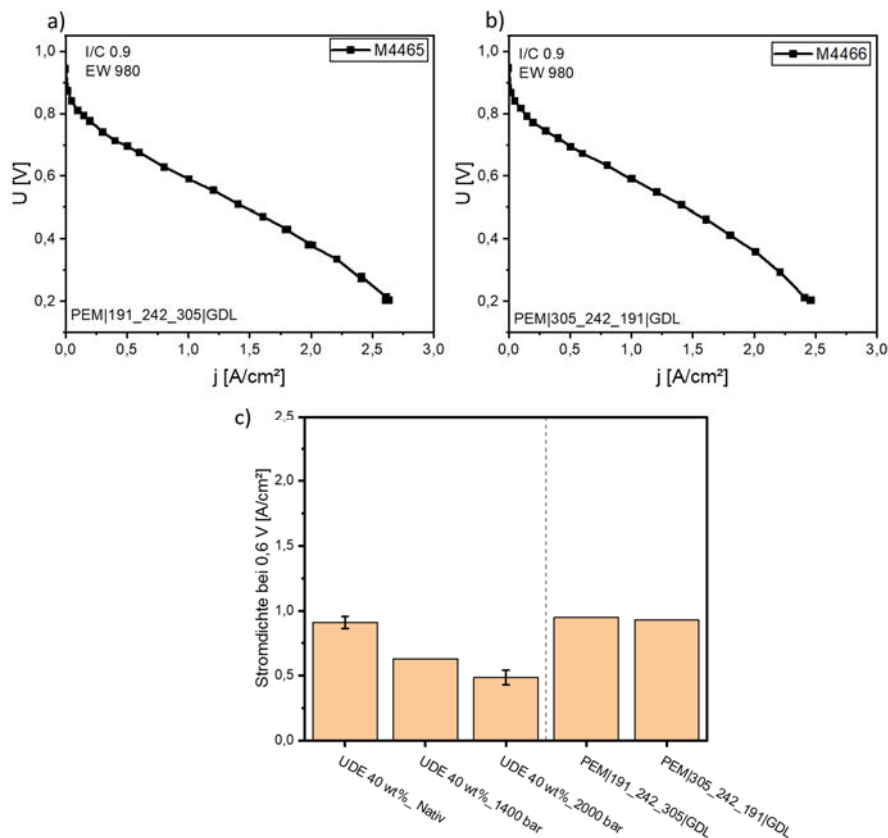 a)
I/C 0.9
EW 980
M4465
1,0
0,8
0,6
0,4
0,2
U [V]
PEM|191_242_305|GDL
0,0 0,5 1,0 1,5 2,0 2,5 3,0
j [A/cm²]
b)
I/C 0.9
EW 980
M4466
1,0
0,8
0,6
0,4
0,2
U [V]
PEM|305_242_191|GDL
0,0 0,5 1,0 1,5 2,0 2,5 3,0
j [A/cm²]
c)
2,5
2,0
1,5
1,0
0,5
0,0
Stromdichte bei 0,6 V [A/cm²]
UDE 40 wt%_ Nativ
UDE 40 wt%_1400 bar
UDE 40 wt%_2000 bar
PEM|191_242_305|GDL
PEM|305_242_191|GDL